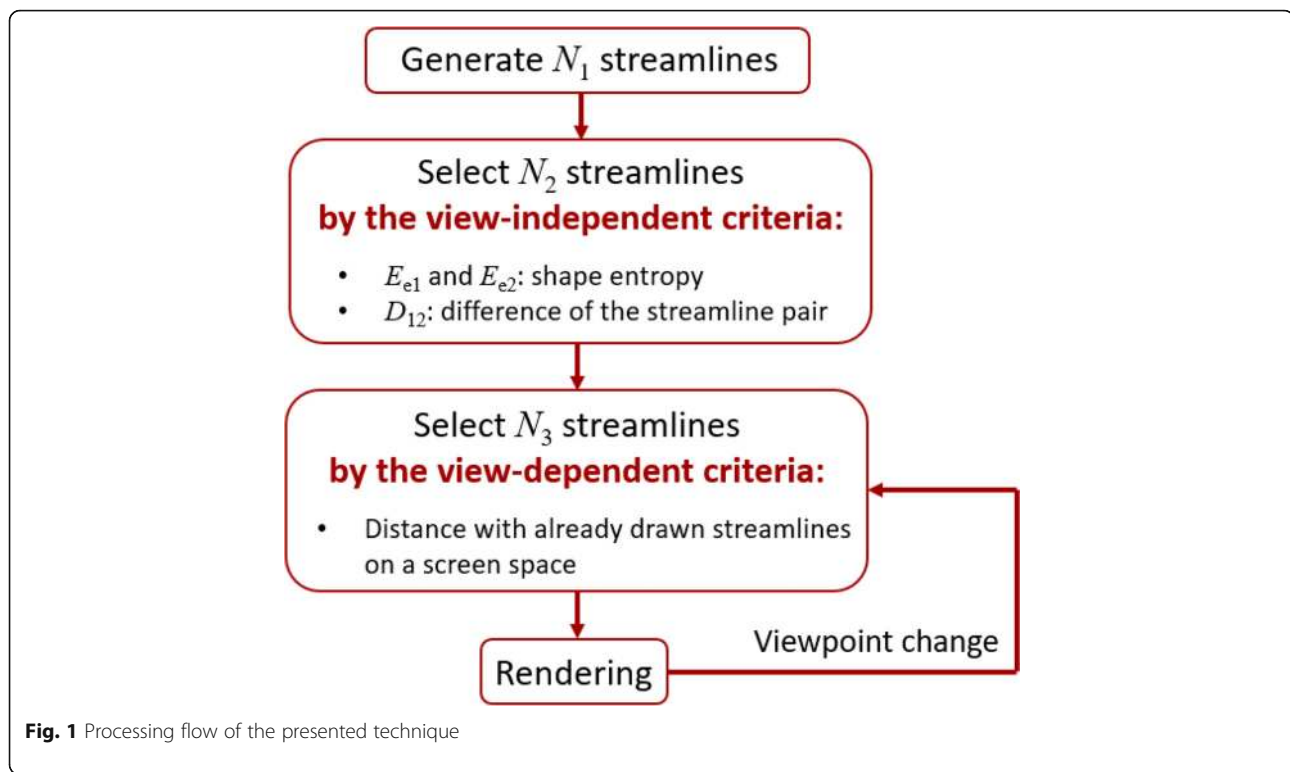 Generate N₁ streamlines
Select N₂ streamlines
by the view-independent criteria:
• Eₑ₁ and Eₑ₂: shape entropy
• D₁₂: difference of the streamline pair
Select N₃ streamlines
by the view-dependent criteria:
• Distance with already drawn streamlines
on a screen space
Viewpoint change
Rendering
Fig. 1 Processing flow of the presented technique